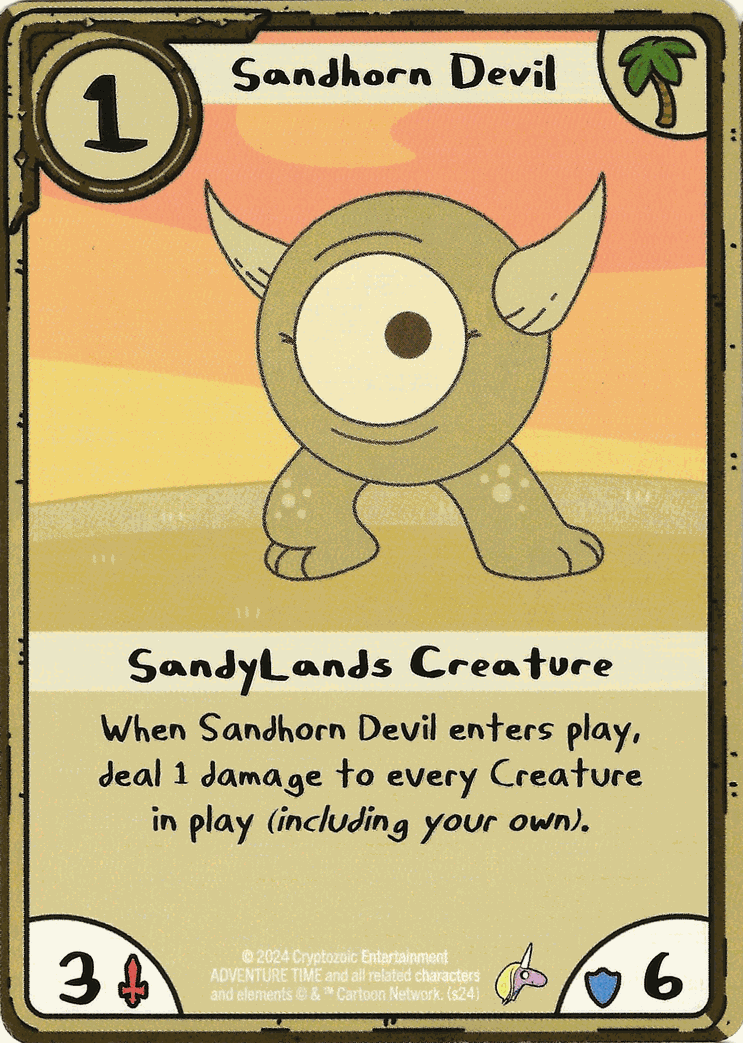 1
Sandhorn Devil
SandyLands Creature
When Sandhorn Devil enters play,
deal 1 damage to every Creature
in play (including your own).
3
© 2024 Cryptozoic Entertainment
ADVENTURE TIME and all related characters
and elements © & ™ Cartoon Network. (s24)
6